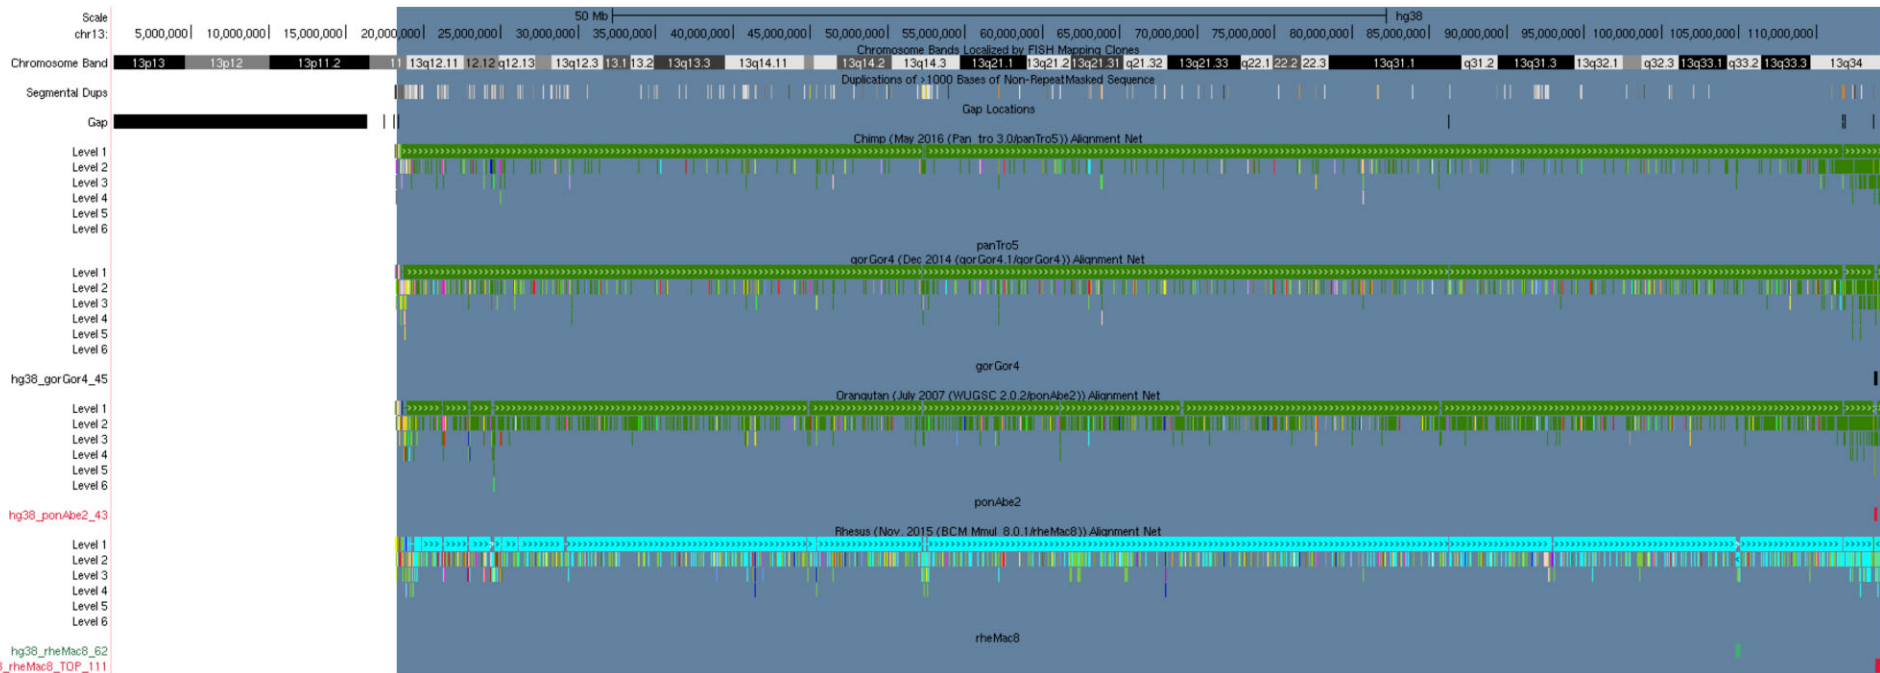 Scale 50 Mb hg38
chr13: 5,000,000 10,000,000 15,000,000 20,000,000 25,000,000 30,000,000 35,000,000 40,000,000 45,000,000 50,000,000 55,000,000 60,000,000 65,000,000 70,000,000 75,000,000 80,000,000 85,000,000 90,000,000 95,000,000 100,000,000 105,000,000 110,000,000
Chromosome Bands Localized by FISH Mapping Clones
Chromosome Band 13p13 13p12 13p11.2 11 13q12.11 12.12 q12.13 13q12.3 13.1 13.2 13q13.3 13q14.11 13q14.2 13q14.3 13q21.1 13q21.2 13q21.31 q21.32 13q21.33 q22.1 22.2 22.3 13q31.1 q31.2 13q31.3 13q32.1 q32.3 13q33.1 q33.2 13q33.3 13q34
Duplications of >1000 Bases of Non-RepeatMasked Sequence
Segmental Dups
Gap Locations
Gap
Chimp (May 2016 (Pan_tro 3.0/panTro5)) Alignment Net
Level 1
Level 2
Level 3
Level 4
Level 5
Level 6
panTro5
gorGor4 (Dec 2014 (gorGor4.1/gorGor4)) Alignment Net
Level 1
Level 2
Level 3
Level 4
Level 5
Level 6
gorGor4
hg38_gorGor4_45
Orangutan (July 2007 (WUGSC 2.0.2/ponAbe2)) Alignment Net
Level 1
Level 2
Level 3
Level 4
Level 5
Level 6
ponAbe2
hg38_ponAbe2_43
Rhesus (Nov. 2015 (BCM Mmul_8.0.1/rheMac8)) Alignment Net
Level 1
Level 2
Level 3
Level 4
Level 5
Level 6
rheMac8
hg38_rheMac8_62
_rheMac8_TOP_111